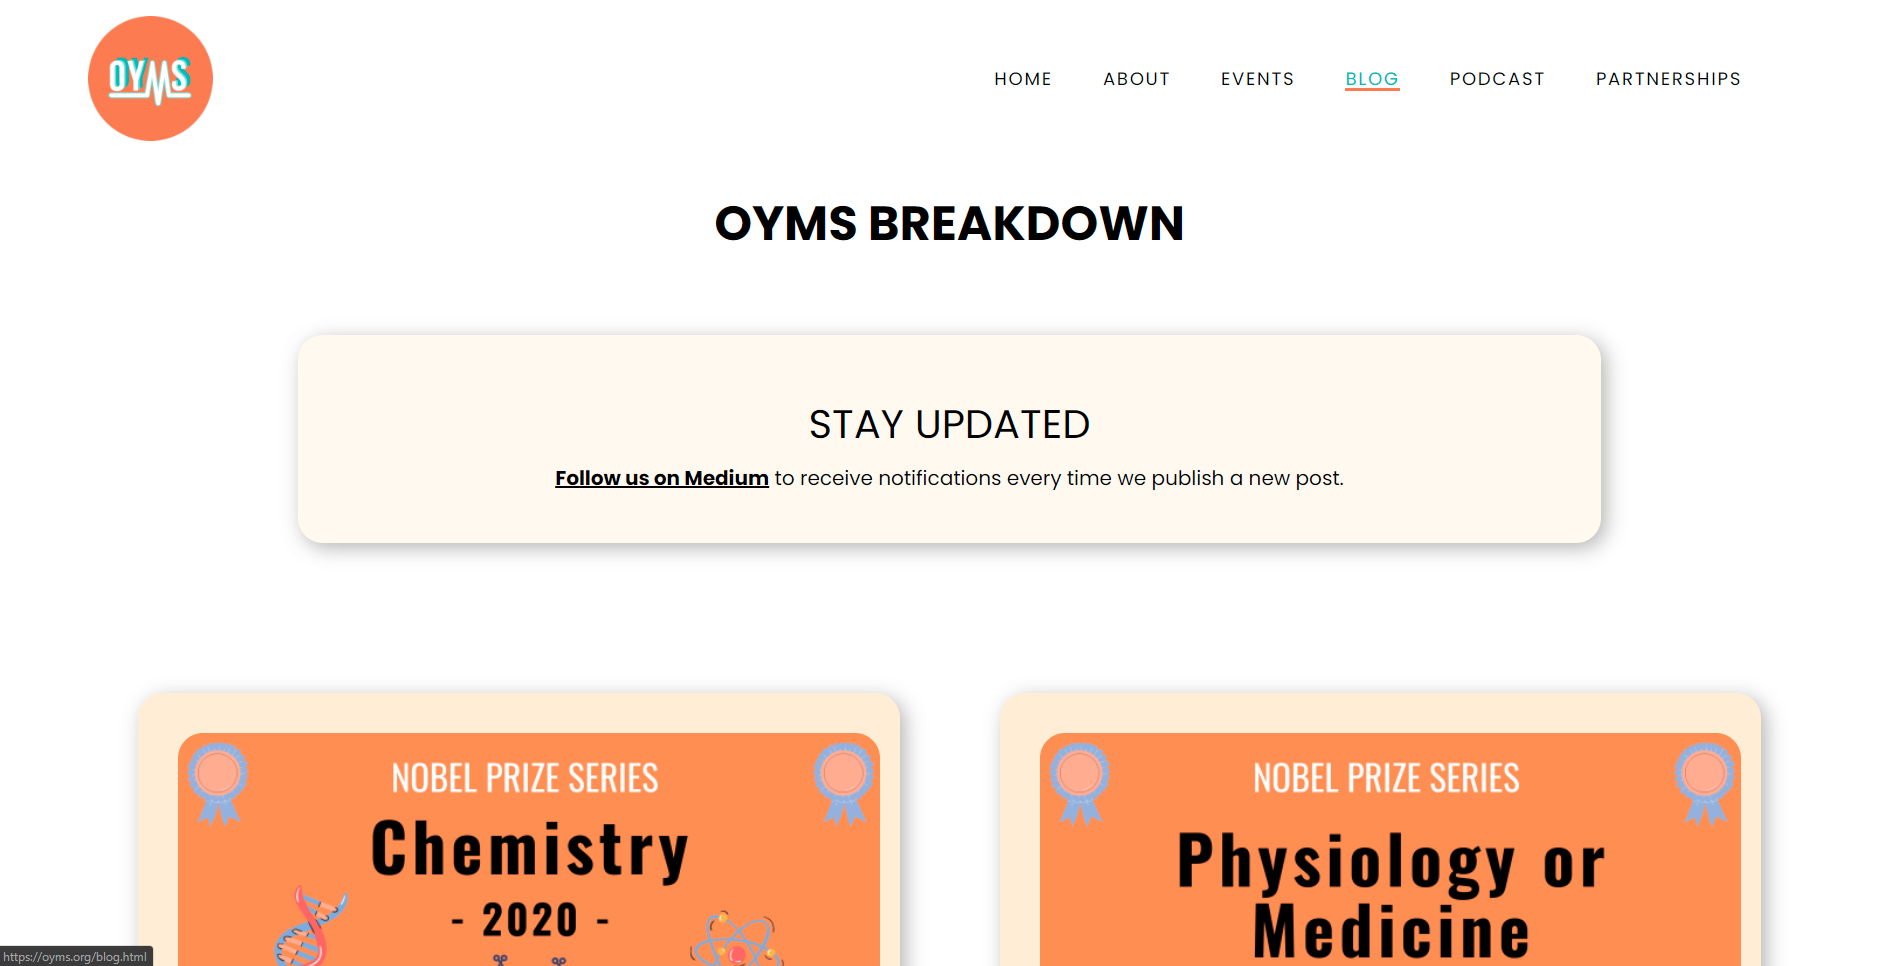 OYMS
HOME ABOUT EVENTS BLOG PODCAST PARTNERSHIPS
OYMS BREAKDOWN
STAY UPDATED
Follow us on Medium to receive notifications every time we publish a new post.
NOBEL PRIZE SERIES
Chemistry
- 2020 -
NOBEL PRIZE SERIES
Physiology or
Medicine
https://oyms.org/blog.html